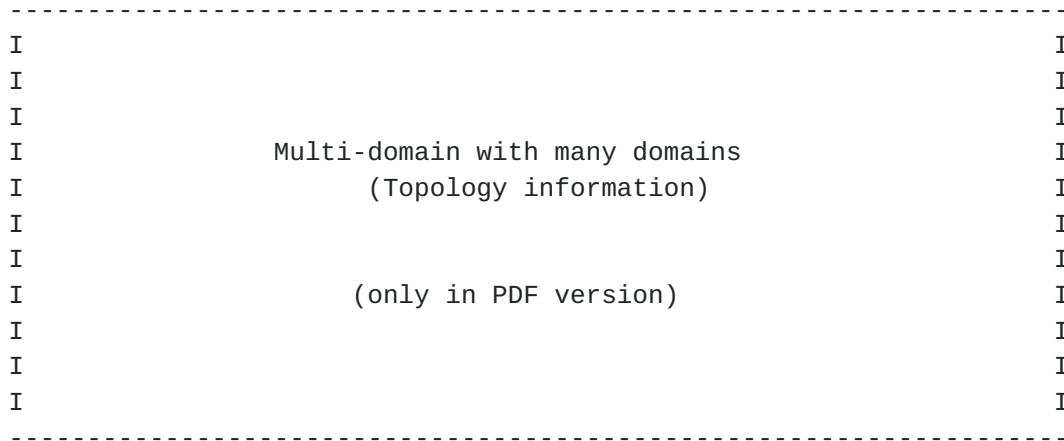 ---------------------------------------------------------------------
I                                                                   I
I                                                                   I
I                                                                   I
I                Multi-domain with many domains                     I
I                      (Topology information)                       I
I                                                                   I
I                                                                   I
I                     (only in PDF version)                         I
I                                                                   I
I                                                                   I
I                                                                   I
---------------------------------------------------------------------